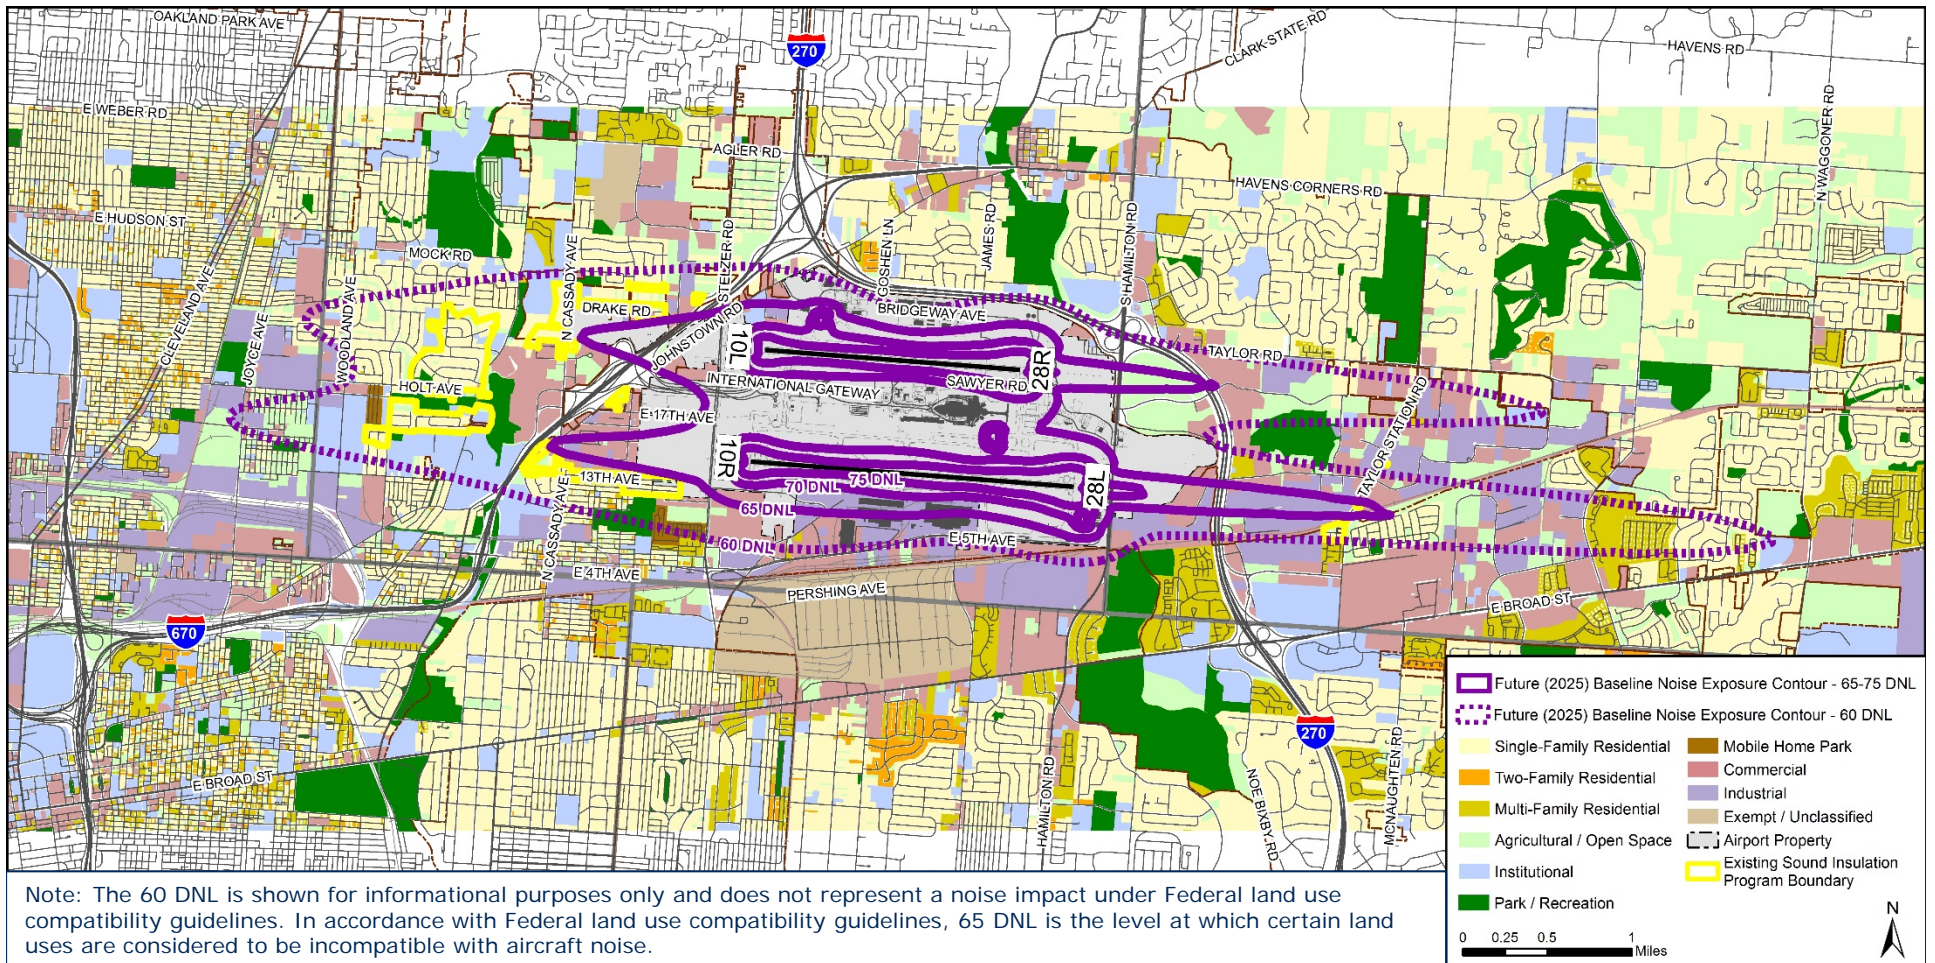 OAKLAND PARK AVE
270
CLARK STATE RD
HAVENS RD
E WEBER RD
AGLER RD
N WAGGONER RD
HAVENS CORNERS RD
E HUDSON ST
MOCK RD
N CASSADY AVE
STELZER RD
GOSHEN LN
JAMES RD
S HAMILTON RD
CLEVELAND AVE
JOYCE AVE
WOODLAND AVE
DRAKE RD
JOHNSTOWN RD
BRIDGEWAY AVE
10L
28R
TAYLOR RD
HOLT AVE
INTERNATIONAL GATEWAY
SAWYER RD
E 17TH AVE
TAYLOR STATION RD
10R
28L
13TH AVE
70 DNL
75 DNL
65 DNL
60 DNL
E 5TH AVE
N CASSADY AVE
E 4TH AVE
PERSHING AVE
E BROAD ST
670
E BROAD ST
HAMILTON RD
NOE BIXBY RD
270
MCNAUGHTEN RD
Future (2025) Baseline Noise Exposure Contour - 65-75 DNL
Future (2025) Baseline Noise Exposure Contour - 60 DNL
Single-Family Residential
Two-Family Residential
Multi-Family Residential
Agricultural / Open Space
Institutional
Park / Recreation
Mobile Home Park
Commercial
Industrial
Exempt / Unclassified
Airport Property
Existing Sound Insulation
Program Boundary
0 0.25 0.5 1
Miles
N
Note: The 60 DNL is shown for informational purposes only and does not represent a noise impact under Federal land use
compatibility guidelines. In accordance with Federal land use compatibility guidelines, 65 DNL is the level at which certain land
uses are considered to be incompatible with aircraft noise.